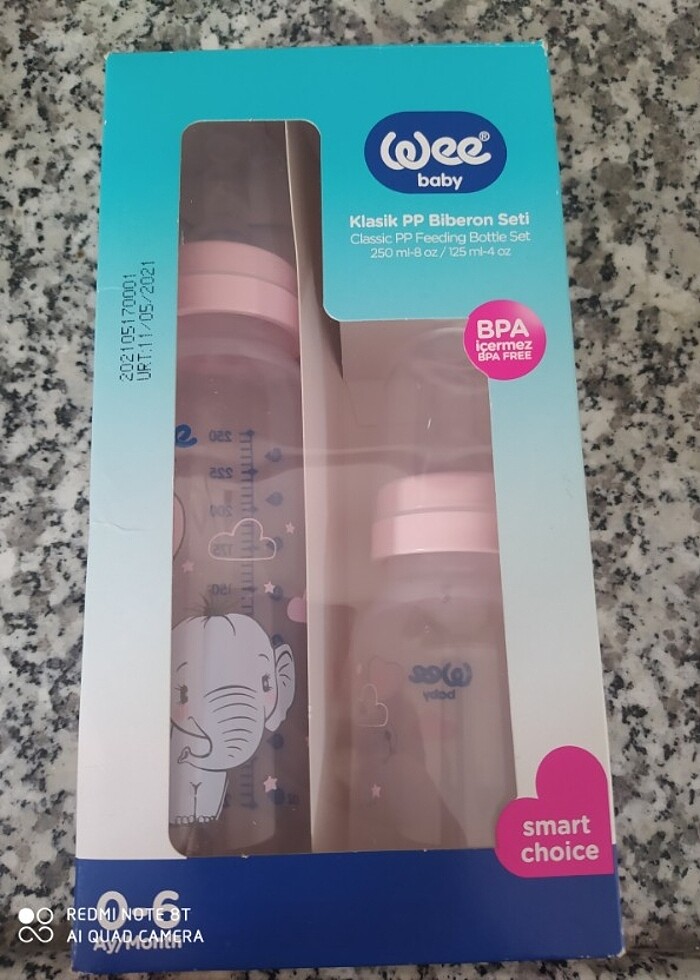 Wee®
baby
Klasik PP Biberon Seti
Classic PP Feeding Bottle Set
250 ml-8 oz / 125 ml-4 oz
BPA
içermez
BPA FREE
202105170001
URT:11/05/2021
250
225
200
175
150
Wee
baby
smart
choice
0-6
Ay/Month
REDMI NOTE 8T
AI QUAD CAMERA